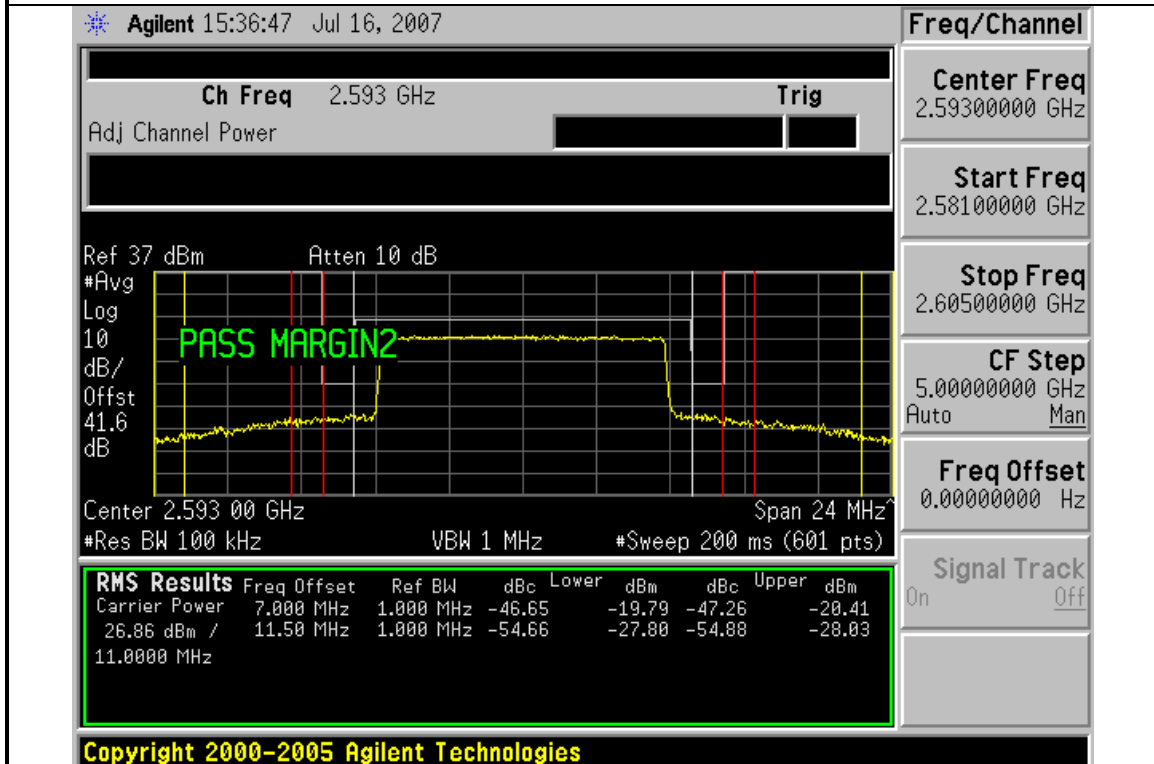 Agilent 15:36:47 Jul 16, 2007
Freq/Channel
Ch Freq 2.593 GHz Trig
Adj Channel Power
Center Freq
2.59300000 GHz
Start Freq
2.58100000 GHz
Stop Freq
2.60500000 GHz
CF Step
5.00000000 GHz
Auto Man
Freq Offset
0.00000000 Hz
Signal Track
On Off
Ref 37 dBm Atten 10 dB
#Avg
Log
10
dB/
Offst
41.6
dB
PASS MARGIN2
Center 2.593 00 GHz Span 24 MHz^
#Res BW 100 kHz VBW 1 MHz #Sweep 200 ms (601 pts)
RMS Results Freq Offset Ref BW dBc Lower dBm dBc Upper dBm
Carrier Power 7.000 MHz 1.000 MHz -46.65 -19.79 -47.26 -20.41
26.86 dBm / 11.50 MHz 1.000 MHz -54.66 -27.80 -54.88 -28.03
11.0000 MHz
Copyright 2000-2005 Agilent Technologies